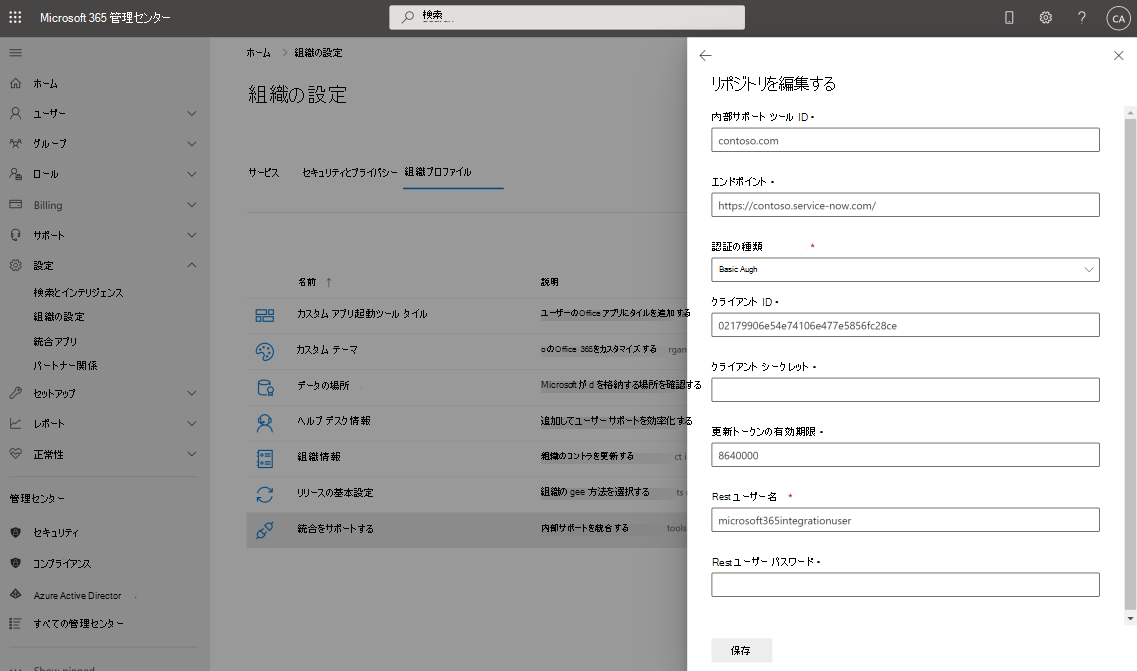 Microsoft 365 管理センター
検索...
CA
ホーム
ユーザー
グループ
ロール
Billing
サポート
設定
検索とインテリジェンス
組織の設定
統合アプリ
パートナー関係
セットアップ
レポート
正常性
管理センター
セキュリティ
コンプライアンス
Azure Active Director
すべての管理センター
Show pinned
ホーム > 組織の設定
組織の設定
サービス セキュリティとプライバシー 組織プロファイル
名前 ↑ 説明
カスタム アプリ起動ツール タイル ユーザーのOffice アプリにタイルを追加する
カスタム テーマ oのOffice 365をカスタマイズする rgan
データの場所 Microsoftが d を格納する場所を確認する
ヘルプ デスク情報 追加してユーザー サポートを効率化する
組織情報 組織のコントラを更新する ct i
リリースの基本設定 組織の gee 方法を選択する ts
統合をサポートする 内部サポートを統合する tools
リポジトリを編集する
内部サポート ツール ID •
contoso.com
エンドポイント •
https://contoso.service-now.com/
認証の種類 *
Basic Augh
クライアント ID •
02179906e54e74106e477e5856fc28ce
クライアント シークレット •
更新トークンの有効期限 •
8640000
Restユーザー名 *
microsoft365integrationuser
Restユーザー パスワード •
保存